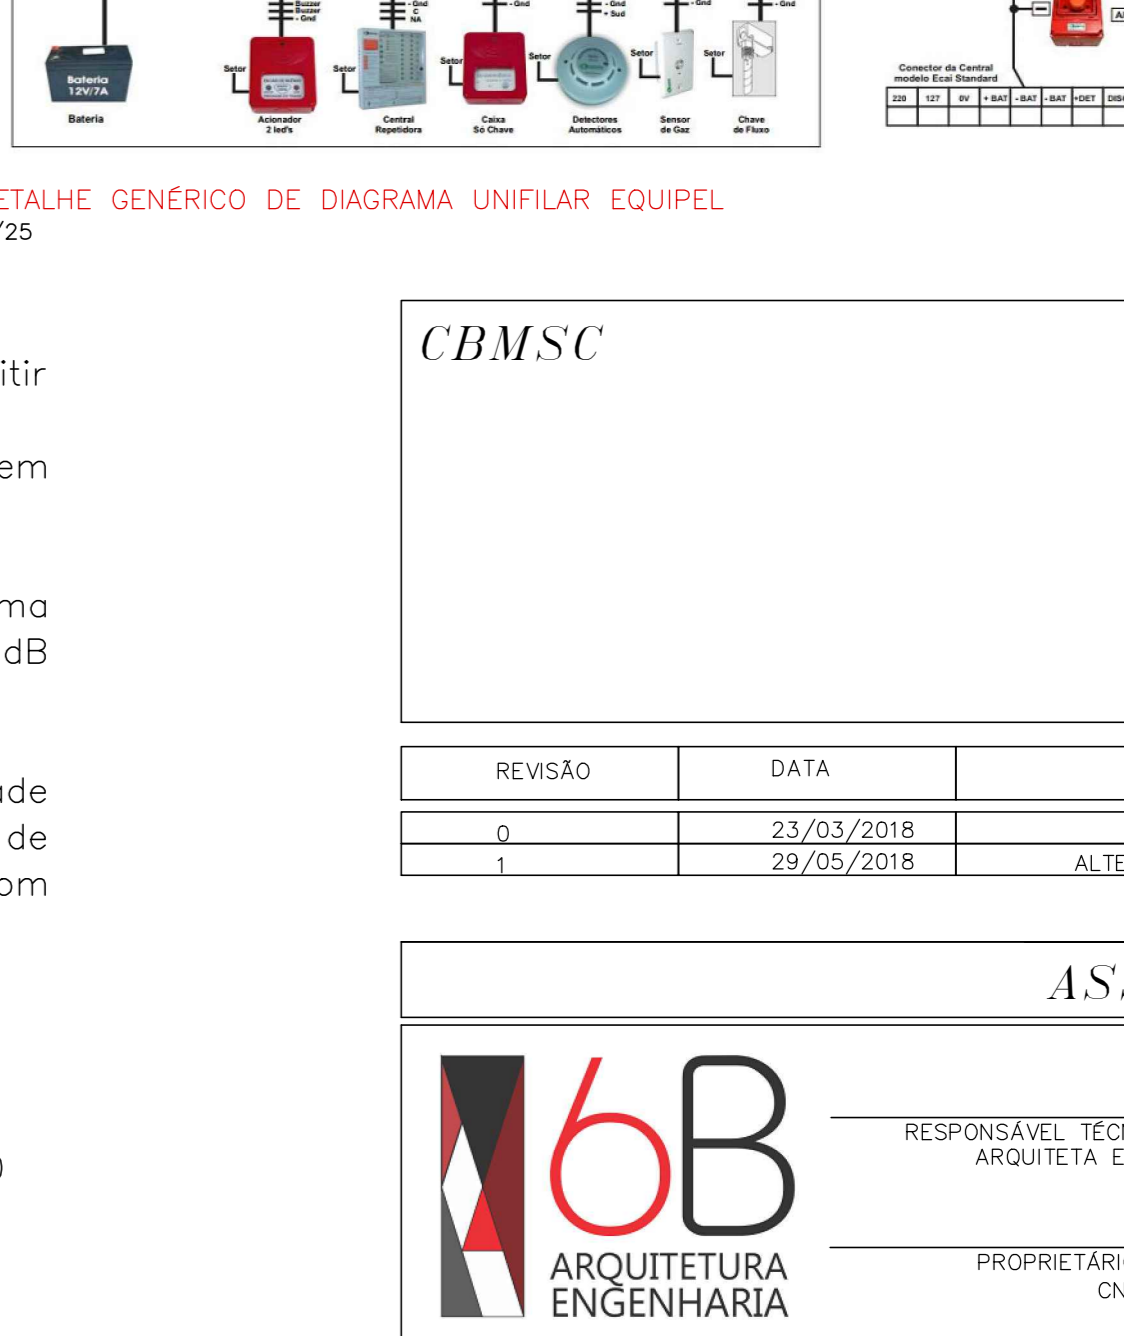 Buzzer
Buzzer
- Gnd
- Gnd
C
NA
- Gnd
- Gnd
+ Sud
- Gnd
- Gnd
Setor
Setor
Setor
Setor
Setor
Setor
Bateria
12V/7A
Bateria
Acionador
2 led's
Central
Repetidora
Caixa
Só Chave
Detectores
Automáticos
Sensor
de Gaz
Chave
de Fluxo
Conector da Central
modelo Ecai Standard
220 127 0V + BAT - BAT - BAT +DET DIS
ETALHE GENÉRICO DE DIAGRAMA UNIFILAR EQUIPEL
/25
itir
em
ma
dB
ade
de
om
)
CBMSC
REVISÃO DATA
0 23/03/2018
1 29/05/2018 ALTE
ASS
6B
ARQUITETURA
ENGENHARIA
RESPONSÁVEL TÉC
ARQUITETA E
PROPRIETÁRI
CN